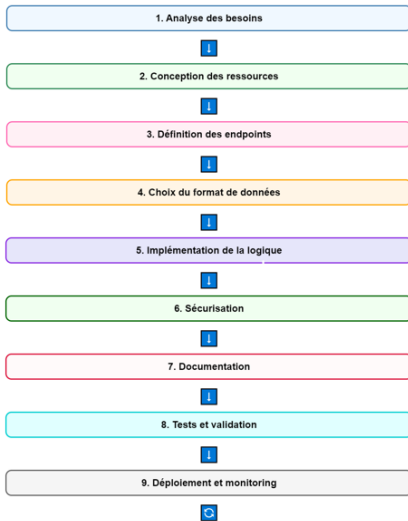 1. Analyse des besoins
2. Conception des ressources
3. Définition des endpoints
4. Choix du format de données
5. Implémentation de la logique
6. Sécurisation
7. Documentation
8. Tests et validation
9. Déploiement et monitoring